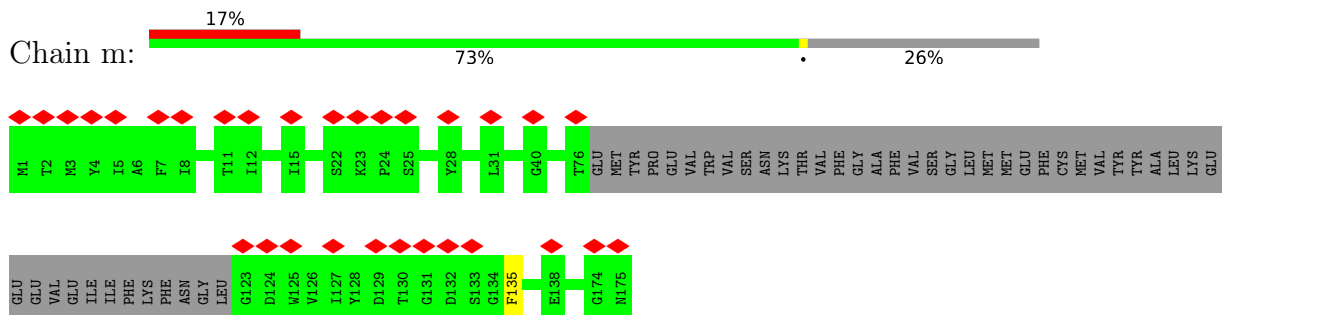 17%
Chain m:
73%
•
26%
M1 T2 M3 Y4 I5 A6 F7 I8 T11 I12 I15 S22 K23 P24 S25 Y28 L31 G40 T76 GLU MET TYR PRO GLU VAL TRP VAL SER ASN LYS THR VAL PHE GLY ALA PHE VAL SER GLY LEU MET MET GLU PHE CYS MET VAL TYR TYR ALA LEU LYS GLU
GLU GLU VAL GLU ILE ILE PHE LYS PHE ASN GLY LEU G123 D124 W125 V126 I127 Y128 D129 T130 G131 D132 S133 G134 F135 E138 G174 N175